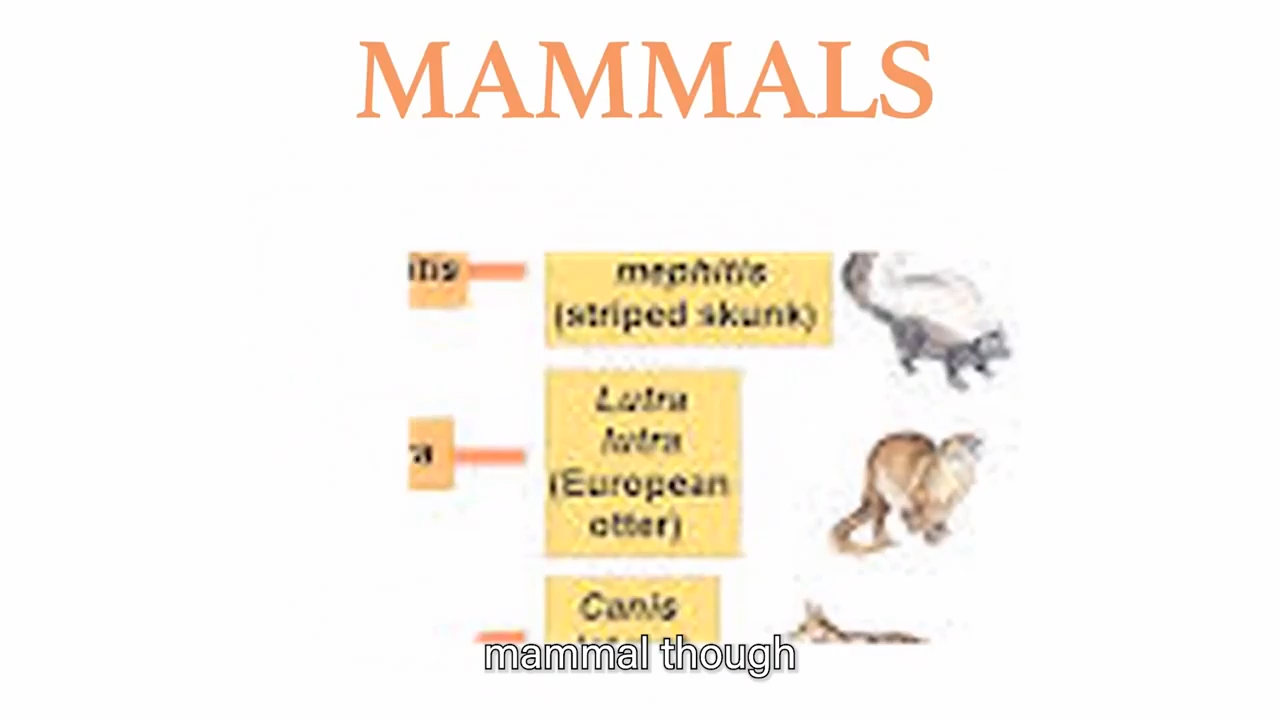 MAMMALS
mephitis
(striped skunk)
Lutra
lutra
(European
otter)
Canis
mammal though